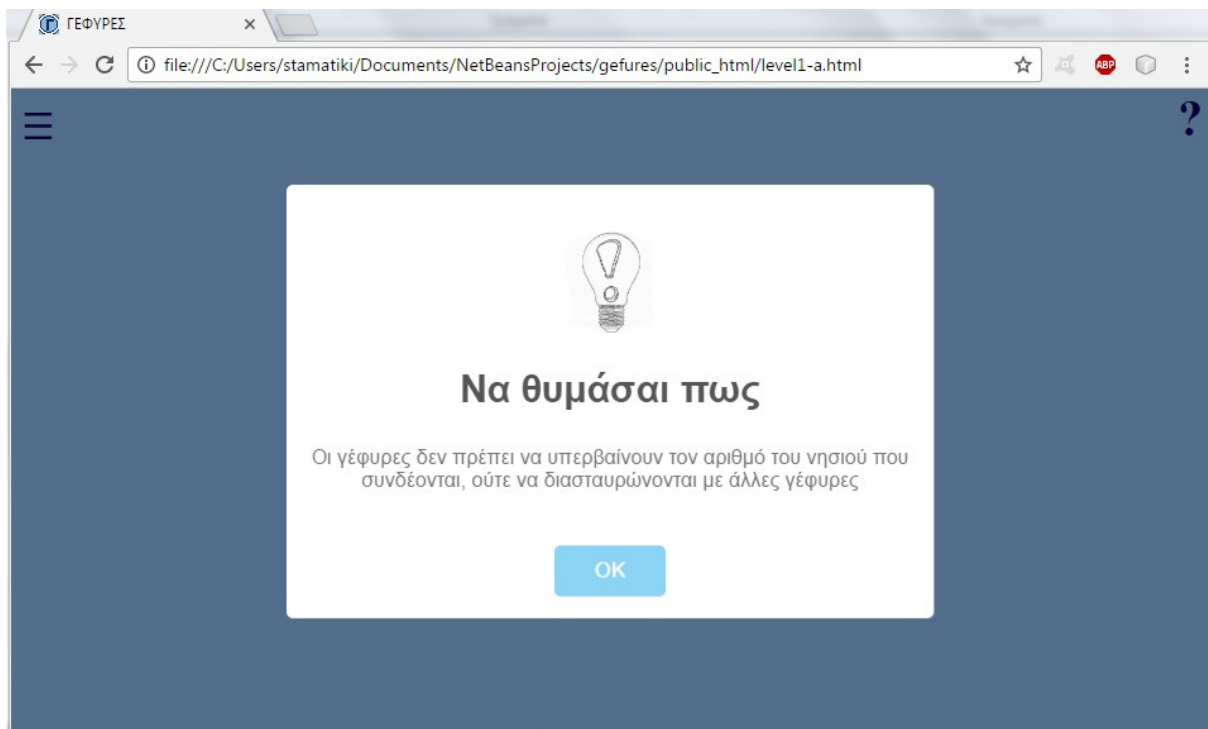 ΓΕΦΥΡΕΣ
file:///C:/Users/stamatiki/Documents/NetBeansProjects/gefures/public_html/level1-a.html
ABP
?
Να θυμάσαι πως
Οι γέφυρες δεν πρέπει να υπερβαίνουν τον αριθμό του νησιού που
συνδέονται, ούτε να διασταυρώνονται με άλλες γέφυρες
OK